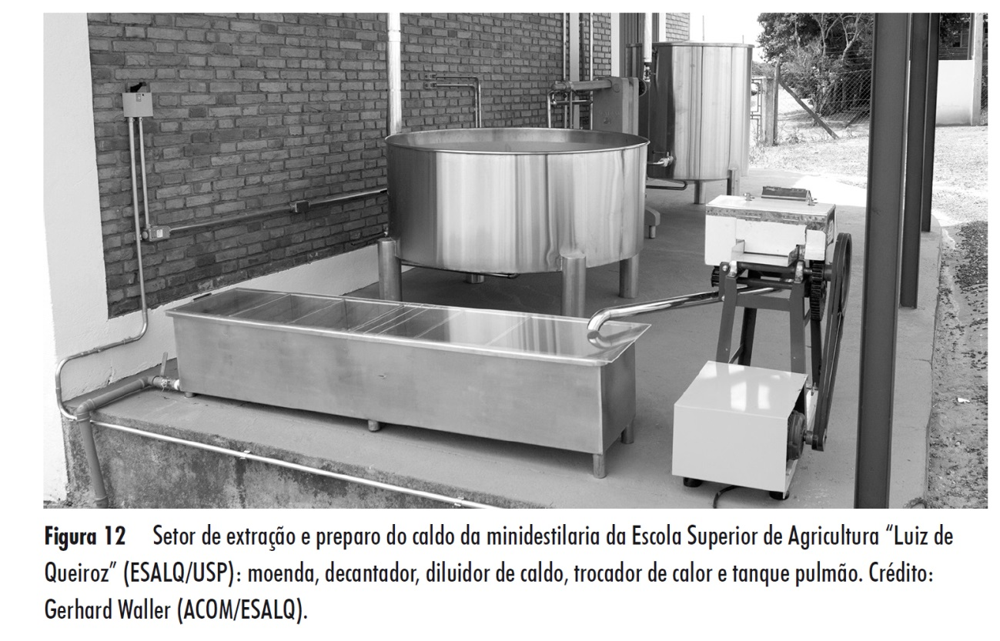 Figura 12 Setor de extração e preparo do caldo da minidestilaria da Escola Superior de Agricultura “Luiz de
Queiroz” (ESALQ/USP): moenda, decantador, diluidor de caldo, trocador de calor e tanque pulmão. Crédito:
Gerhard Waller (ACOM/ESALQ).